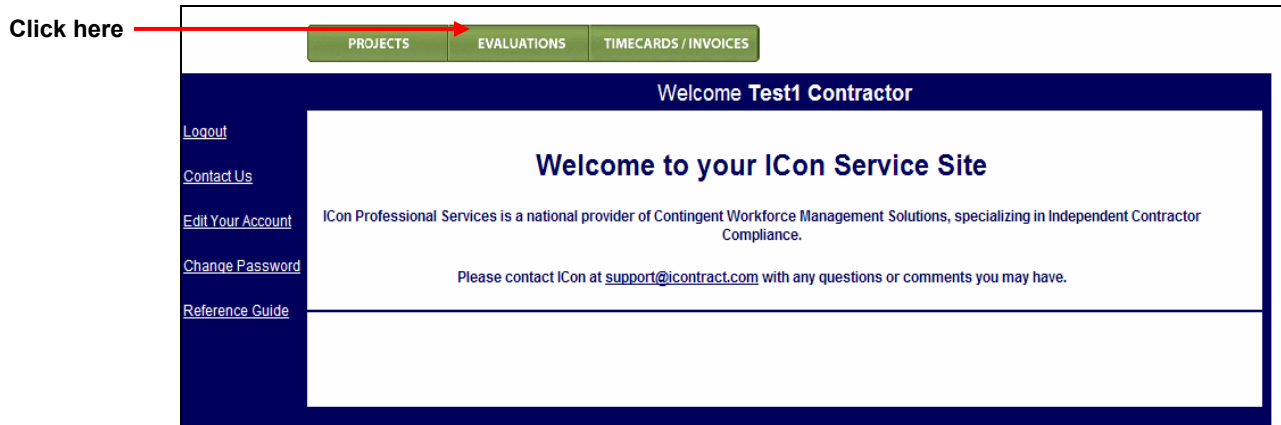 Click here
PROJECTS EVALUATIONS TIMECARDS / INVOICES
Welcome Test1 Contractor
Logout
Contact Us
Edit Your Account
Change Password
Reference Guide
Welcome to your ICon Service Site
ICon Professional Services is a national provider of Contingent Workforce Management Solutions, specializing in Independent Contractor
Compliance.
Please contact ICon at support@icontract.com with any questions or comments you may have.